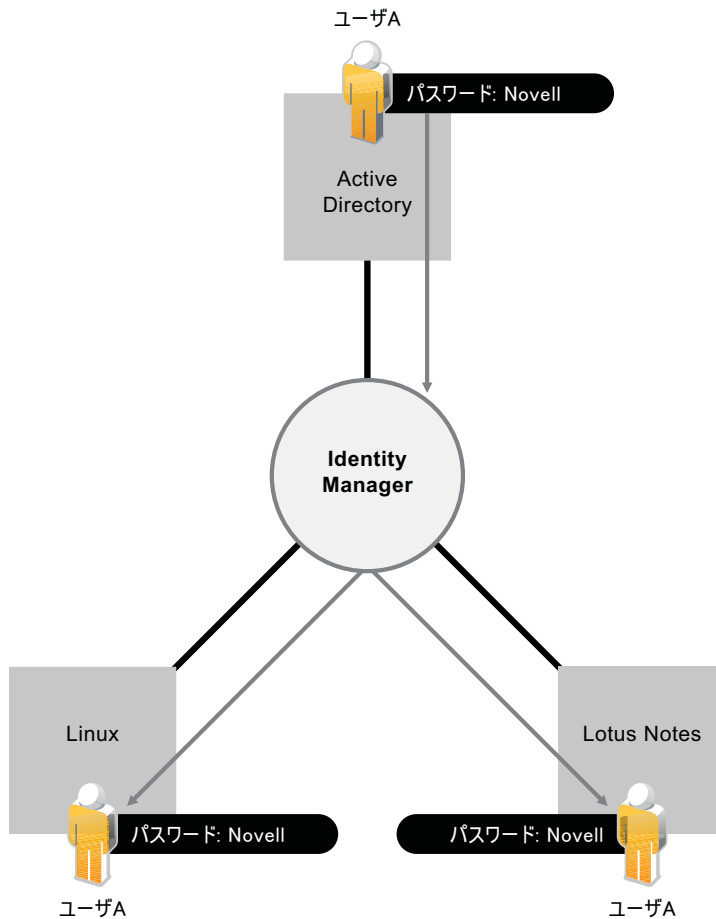 ユーザA
パスワード: Novell
Active
Directory
Identity
Manager
Linux
Lotus Notes
パスワード: Novell
パスワード: Novell
ユーザA
ユーザA